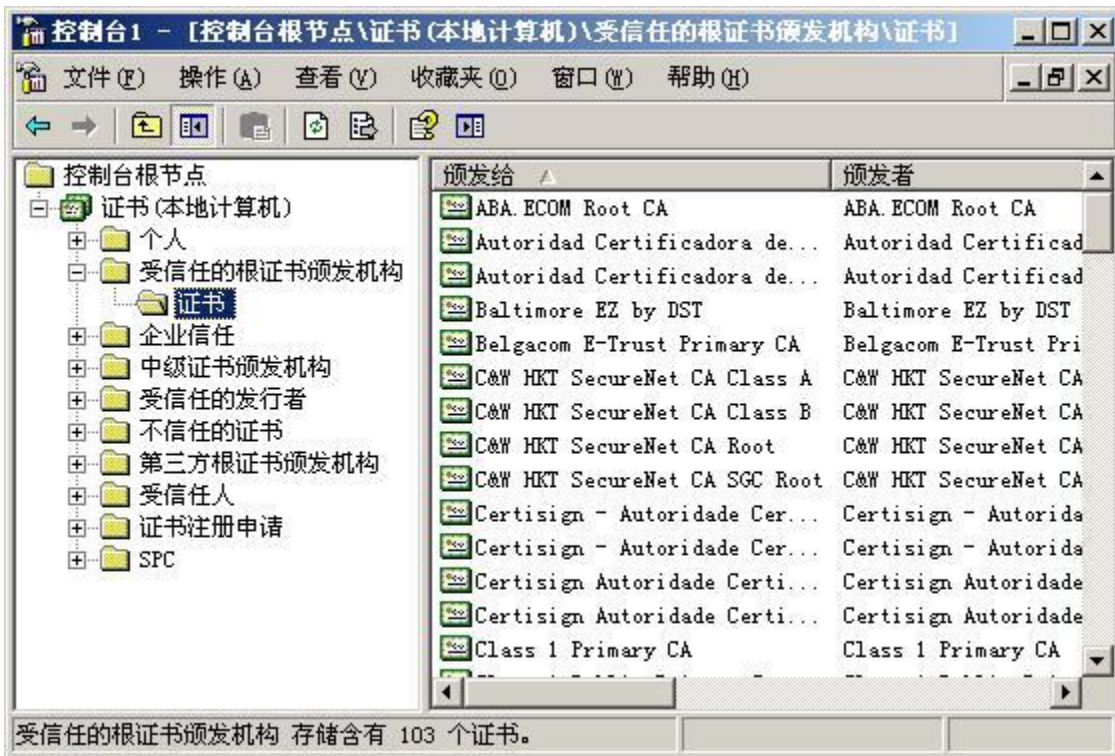 控制台1 - [控制台根节点\证书(本地计算机)\受信任的根证书颁发机构\证书]
文件(F) 操作(A) 查看(V) 收藏夹(O) 窗口(W) 帮助(H)
控制台根节点
证书(本地计算机)
个人
受信任的根证书颁发机构
证书
企业信任
中级证书颁发机构
受信任的发行者
不信任的证书
第三方根证书颁发机构
受信任人
证书注册申请
SPC
颁发给 颁发者
ABA.ECOM Root CA ABA.ECOM Root CA
Autoridad Certificadora de... Autoridad Certificad
Autoridad Certificadora de... Autoridad Certificad
Baltimore EZ by DST Baltimore EZ by DST
Belgacom E-Trust Primary CA Belgacom E-Trust Pri
C&W HKT SecureNet CA Class A C&W HKT SecureNet CA
C&W HKT SecureNet CA Class B C&W HKT SecureNet CA
C&W HKT SecureNet CA Root C&W HKT SecureNet CA
C&W HKT SecureNet CA SGC Root C&W HKT SecureNet CA
Certisign - Autoridade Cer... Certisign - Autorida
Certisign - Autoridade Cer... Certisign - Autorida
Certisign Autoridade Certi... Certisign Autoridade
Certisign Autoridade Certi... Certisign Autoridade
Class 1 Primary CA Class 1 Primary CA
受信任的根证书颁发机构 存储含有 103 个证书。